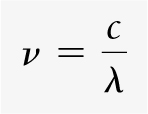 ν = c/λ